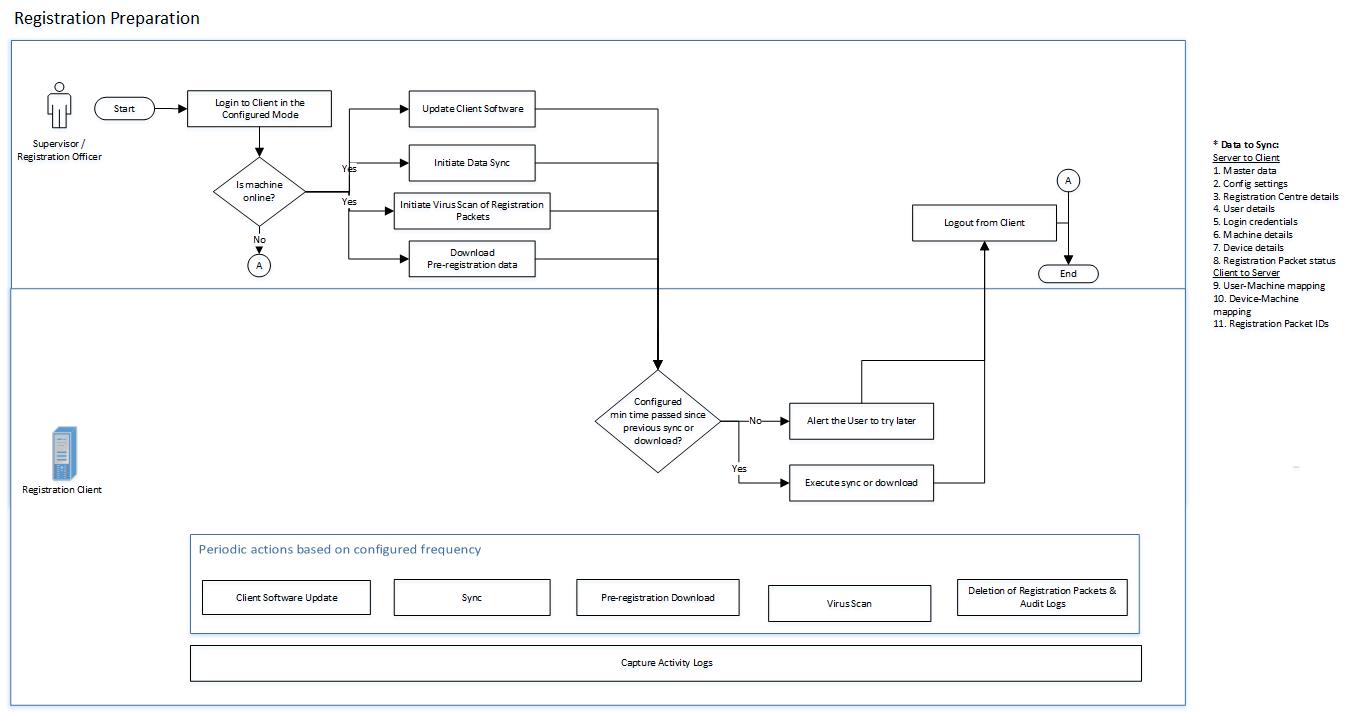 Registration Preparation
Supervisor /
Registration Officer
Start
Login to Client in the
Configured Mode
Is machine
online?
No
A
Yes
Yes
Update Client Software
Initiate Data Sync
Initiate Virus Scan of Registration
Packets
Download
Pre-registration data
A
Logout from Client
End
* Data to Sync:
Server to Client
1. Master data
2. Config settings
3. Registration Centre details
4. User details
5. Login credentials
6. Machine details
7. Device details
8. Registration Packet status
Client to Server
9. User-Machine mapping
10. Device-Machine
mapping
11. Registration Packet IDs
Registration Client
Configured
min time passed since
previous sync or
download?
No
Alert the User to try later
Yes
Execute sync or download
Periodic actions based on configured frequency
Client Software Update
Sync
Pre-registration Download
Virus Scan
Deletion of Registration Packets &
Audit Logs
Capture Activity Logs